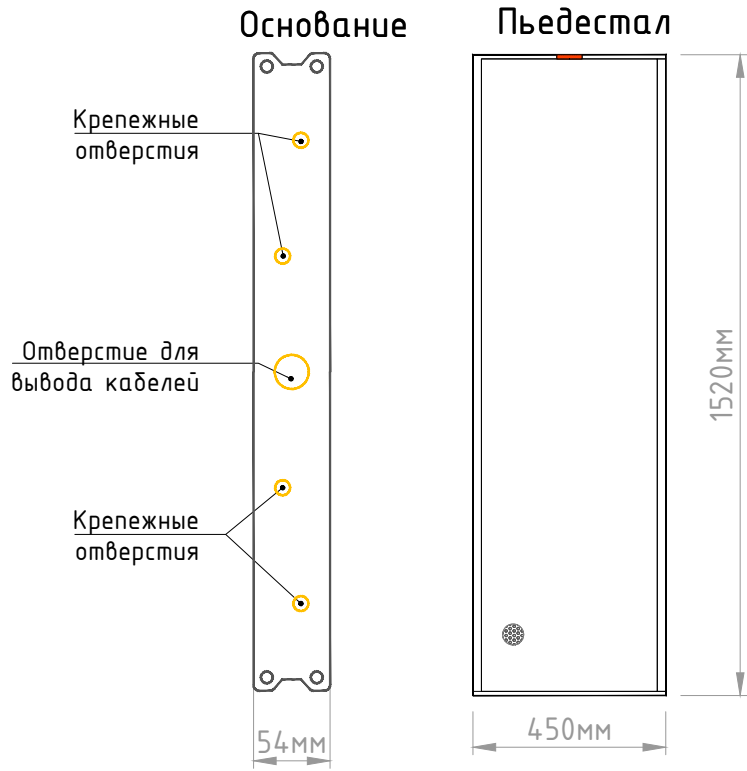 Основание
Пьедестал
Крепежные
отверстия
Отверстие для
вывода кабелей
Крепежные
отверстия
1520мм
54мм
450мм